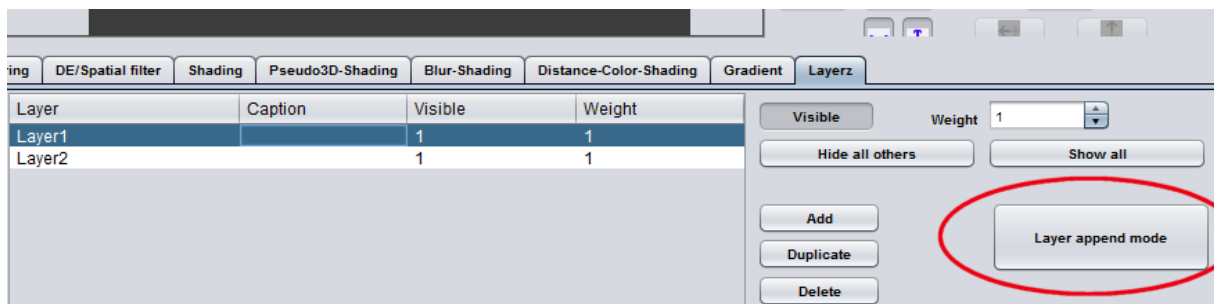 T
ring DE/Spatial filter Shading Pseudo3D-Shading Blur-Shading Distance-Color-Shading Gradient Layerz
Layer Caption Visible Weight
Layer1 1 1
Layer2 1 1
Visible Weight 1
Hide all others Show all
Add
Layer append mode
Duplicate
Delete